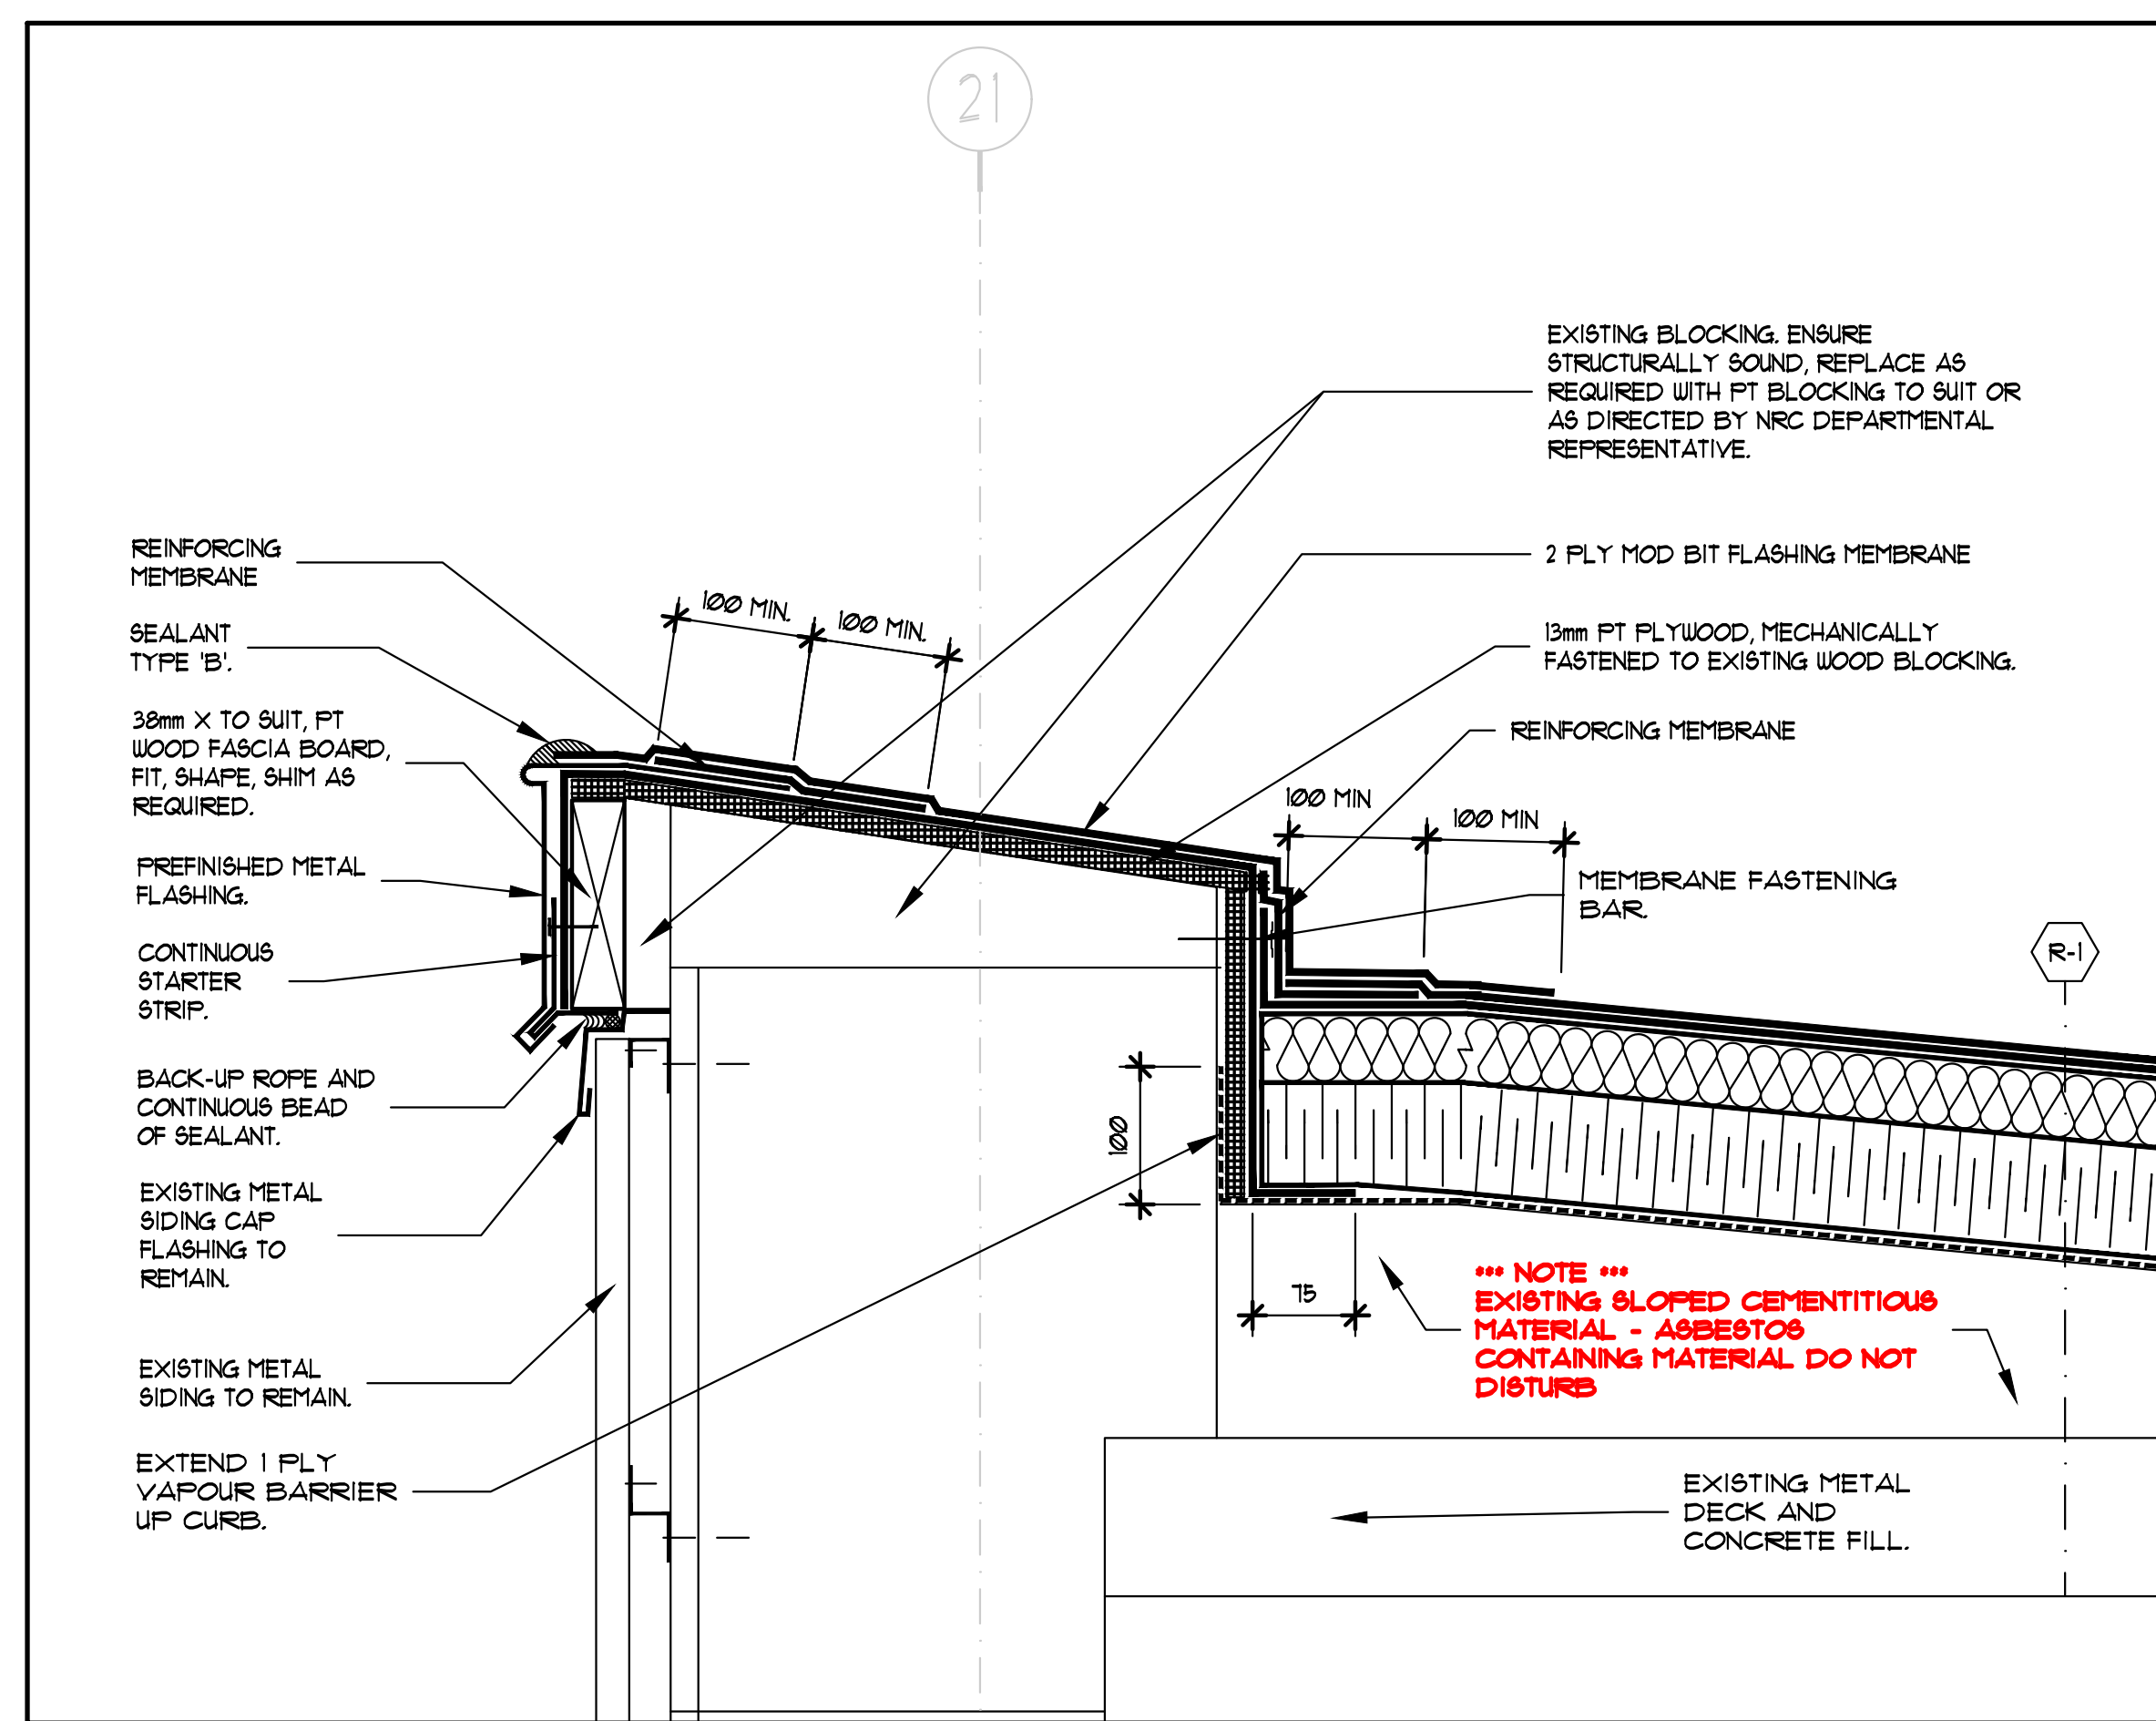 21
EXISTING BLOCKING. ENSURE
STRUCTURALLY SOUND, REPLACE AS
REQUIRED WITH PT BLOCKING TO SUIT OR
AS DIRECTED BY NRC DEPARTMENTAL
REPRESENTATIVE.
REINFORCING
MEMBRANE
SEALANT
TYPE 'B'.
38mm X TO SUIT, PT
WOOD FASCIA BOARD,
FIT, SHAPE, SHIM AS
REQUIRED.
PREFINISHED METAL
FLASHING.
CONTINUOUS
STARTER
STRIP.
BACK-UP ROPE AND
CONTINUOUS BEAD
OF SEALANT.
EXISTING METAL
SIDING CAP
FLASHING TO
REMAIN.
EXISTING METAL
SIDING TO REMAIN.
EXTEND 1 PLY
VAPOUR BARRIER
UP CURB.
100 MIN.
100 MIN.
2 PLY MOD BIT FLASHING MEMBRANE
13mm PT PLYWOOD, MECHANICALLY
FASTENED TO EXISTING WOOD BLOCKING.
REINFORCING MEMBRANE
100 MIN
100 MIN
MEMBRANE FASTENING
BAR.
R-1
100
75
*** NOTE ***
EXISTING SLOPED CEMENTITIOUS
MATERIAL - ASBESTOS
CONTAINING MATERIAL DO NOT
DISTURB
EXISTING METAL
DECK AND
CONCRETE FILL.